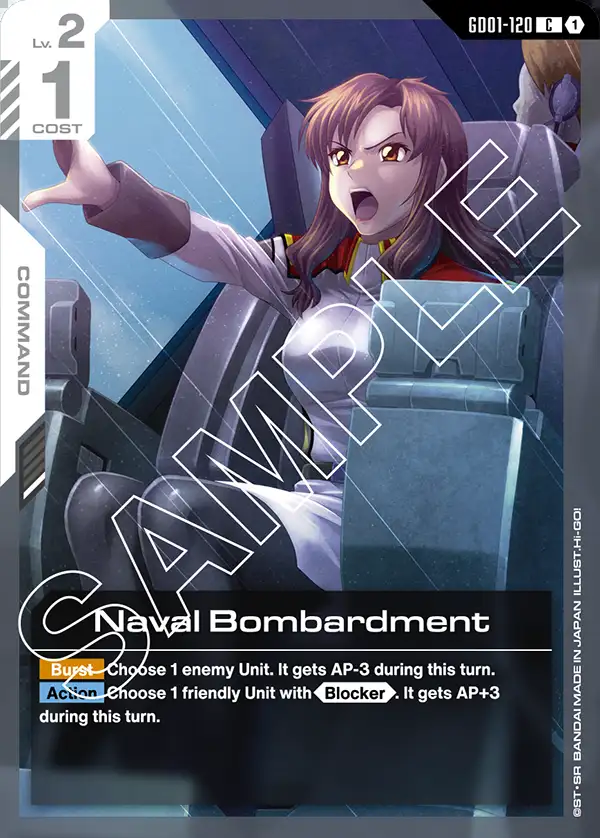 GD01-120 C 1
Lv. 2
1
COST
COMMAND
SAMPLE
Naval Bombardment
Burst Choose 1 enemy Unit. It gets AP-3 during this turn.
Action Choose 1 friendly Unit with Blocker. It gets AP+3
during this turn.
©ST・SR BANDAI MADE IN JAPAN ILLUST.Hi-GO!